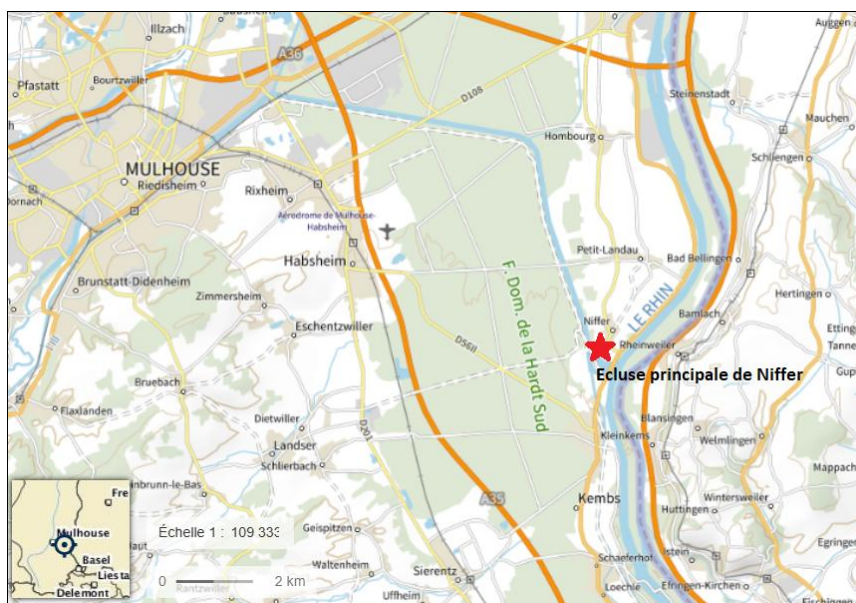 Illzach
Pfastatt
Bourtzwiller
A36
D108
Auggen
Steinenstadt
Mauchen
Hombourg
Schliengen
MULHOUSE
Riedisheim
Dornach
Rixheim
Aérodrome de Mulhouse-
Habsheim
Habsheim
Petit-Landau
Bad Bellingen
Brunstatt-Didenheim
Zimmersheim
Hertingen
F. Dom. de la Hardt Sud
LE RHIN
Bamlach
Niffer
Eschentzwiller
D56II
Rheinweiler
Ecluse principale de Niffer
Bruebach
Flaxlanden
Dietwiller
D201
Blansingen
Landser
Kleinkems
Welmlingen
Schlierbach
Mappach
A35
Kembs
Wintersweiler
Huttingen
Geispitzen
Egringen
Waltenheim
Schaeferhof
Istein
Sierentz
Loechle
Efringen-Kirchen
Uffheim
Rantzwiller
Fischingen
Mulhouse
Basel
Liesta
Delemont
Échelle 1 : 109 333
0 2 km